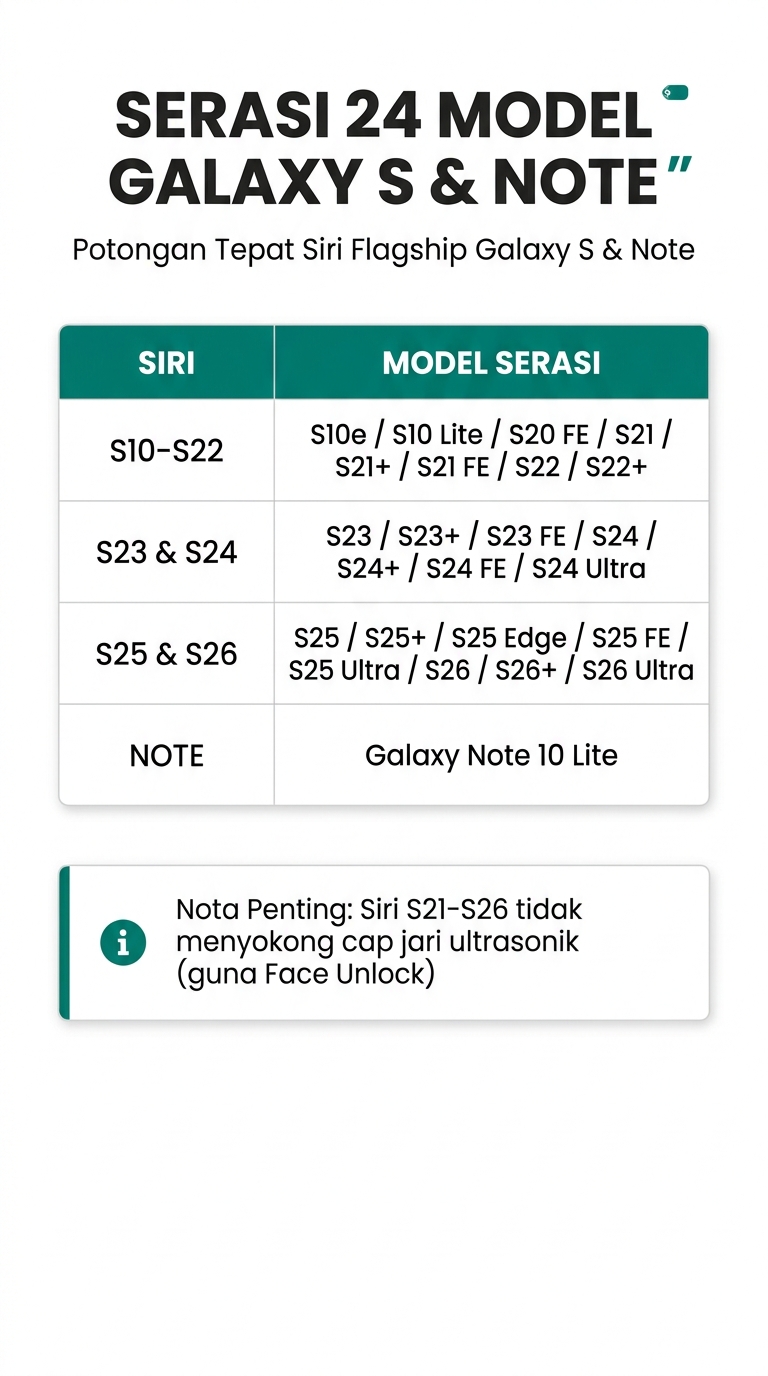 SERASI 24 MODEL
GALAXY S & NOTE”
Potongan Tepat Siri Flagship Galaxy S & Note
SIRI
MODEL SERASI
S10–S22
S10e / S10 Lite / S20 FE / S21 /
S21+ / S21 FE / S22 / S22+
S23 & S24
S23 / S23+ / S23 FE / S24 /
S24+ / S24 FE / S24 Ultra
S25 & S26
S25 / S25+ / S25 Edge / S25 FE /
S25 Ultra / S26 / S26+ / S26 Ultra
NOTE
Galaxy Note 10 Lite
Nota Penting: Siri S21–S26 tidak
menyokong cap jari ultrasonik
(guna Face Unlock)